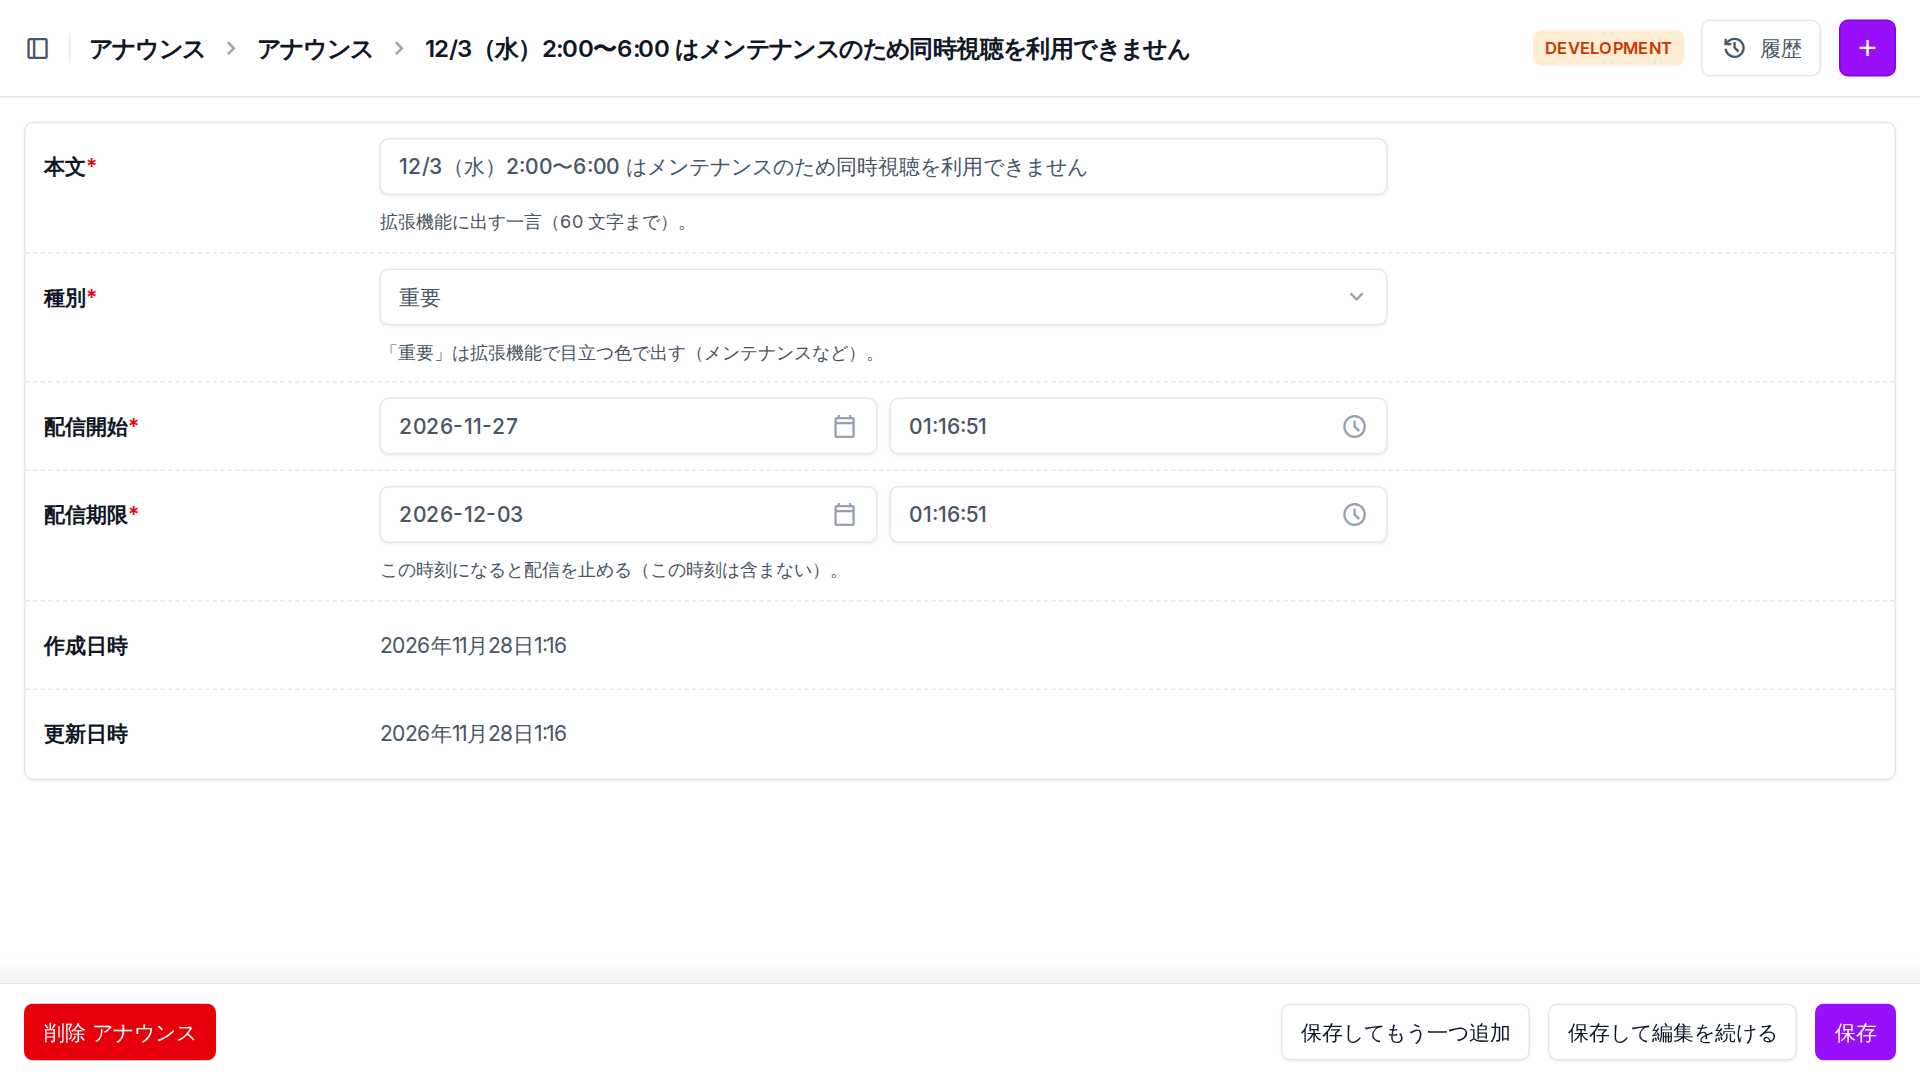 アナウンス
アナウンス
12/3（水）2:00〜6:00 はメンテナンスのため同時視聴を利用できません
DEVELOPMENT
履歴
本文*
12/3（水）2:00〜6:00 はメンテナンスのため同時視聴を利用できません
拡張機能に出す一言（60 文字まで）。
種別*
重要
「重要」は拡張機能で目立つ色で出す（メンテナンスなど）。
配信開始*
2026-11-27
01:16:51
配信期限*
2026-12-03
01:16:51
この時刻になると配信を止める（この時刻は含まない）。
作成日時
2026年11月28日1:16
更新日時
2026年11月28日1:16
削除 アナウンス
保存してもう一つ追加
保存して編集を続ける
保存